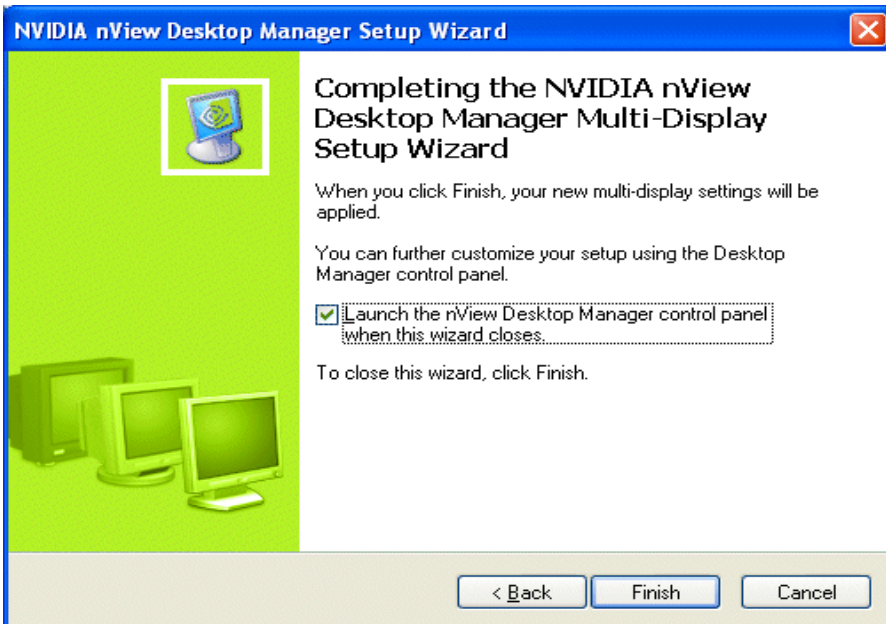 NVIDIA nView Desktop Manager Setup Wizard
Completing the NVIDIA nView
Desktop Manager Multi-Display
Setup Wizard
When you click Finish, your new multi-display settings will be
applied.
You can further customize your setup using the Desktop
Manager control panel.
Launch the nView Desktop Manager control panel
when this wizard closes.
To close this wizard, click Finish.
< Back Finish Cancel